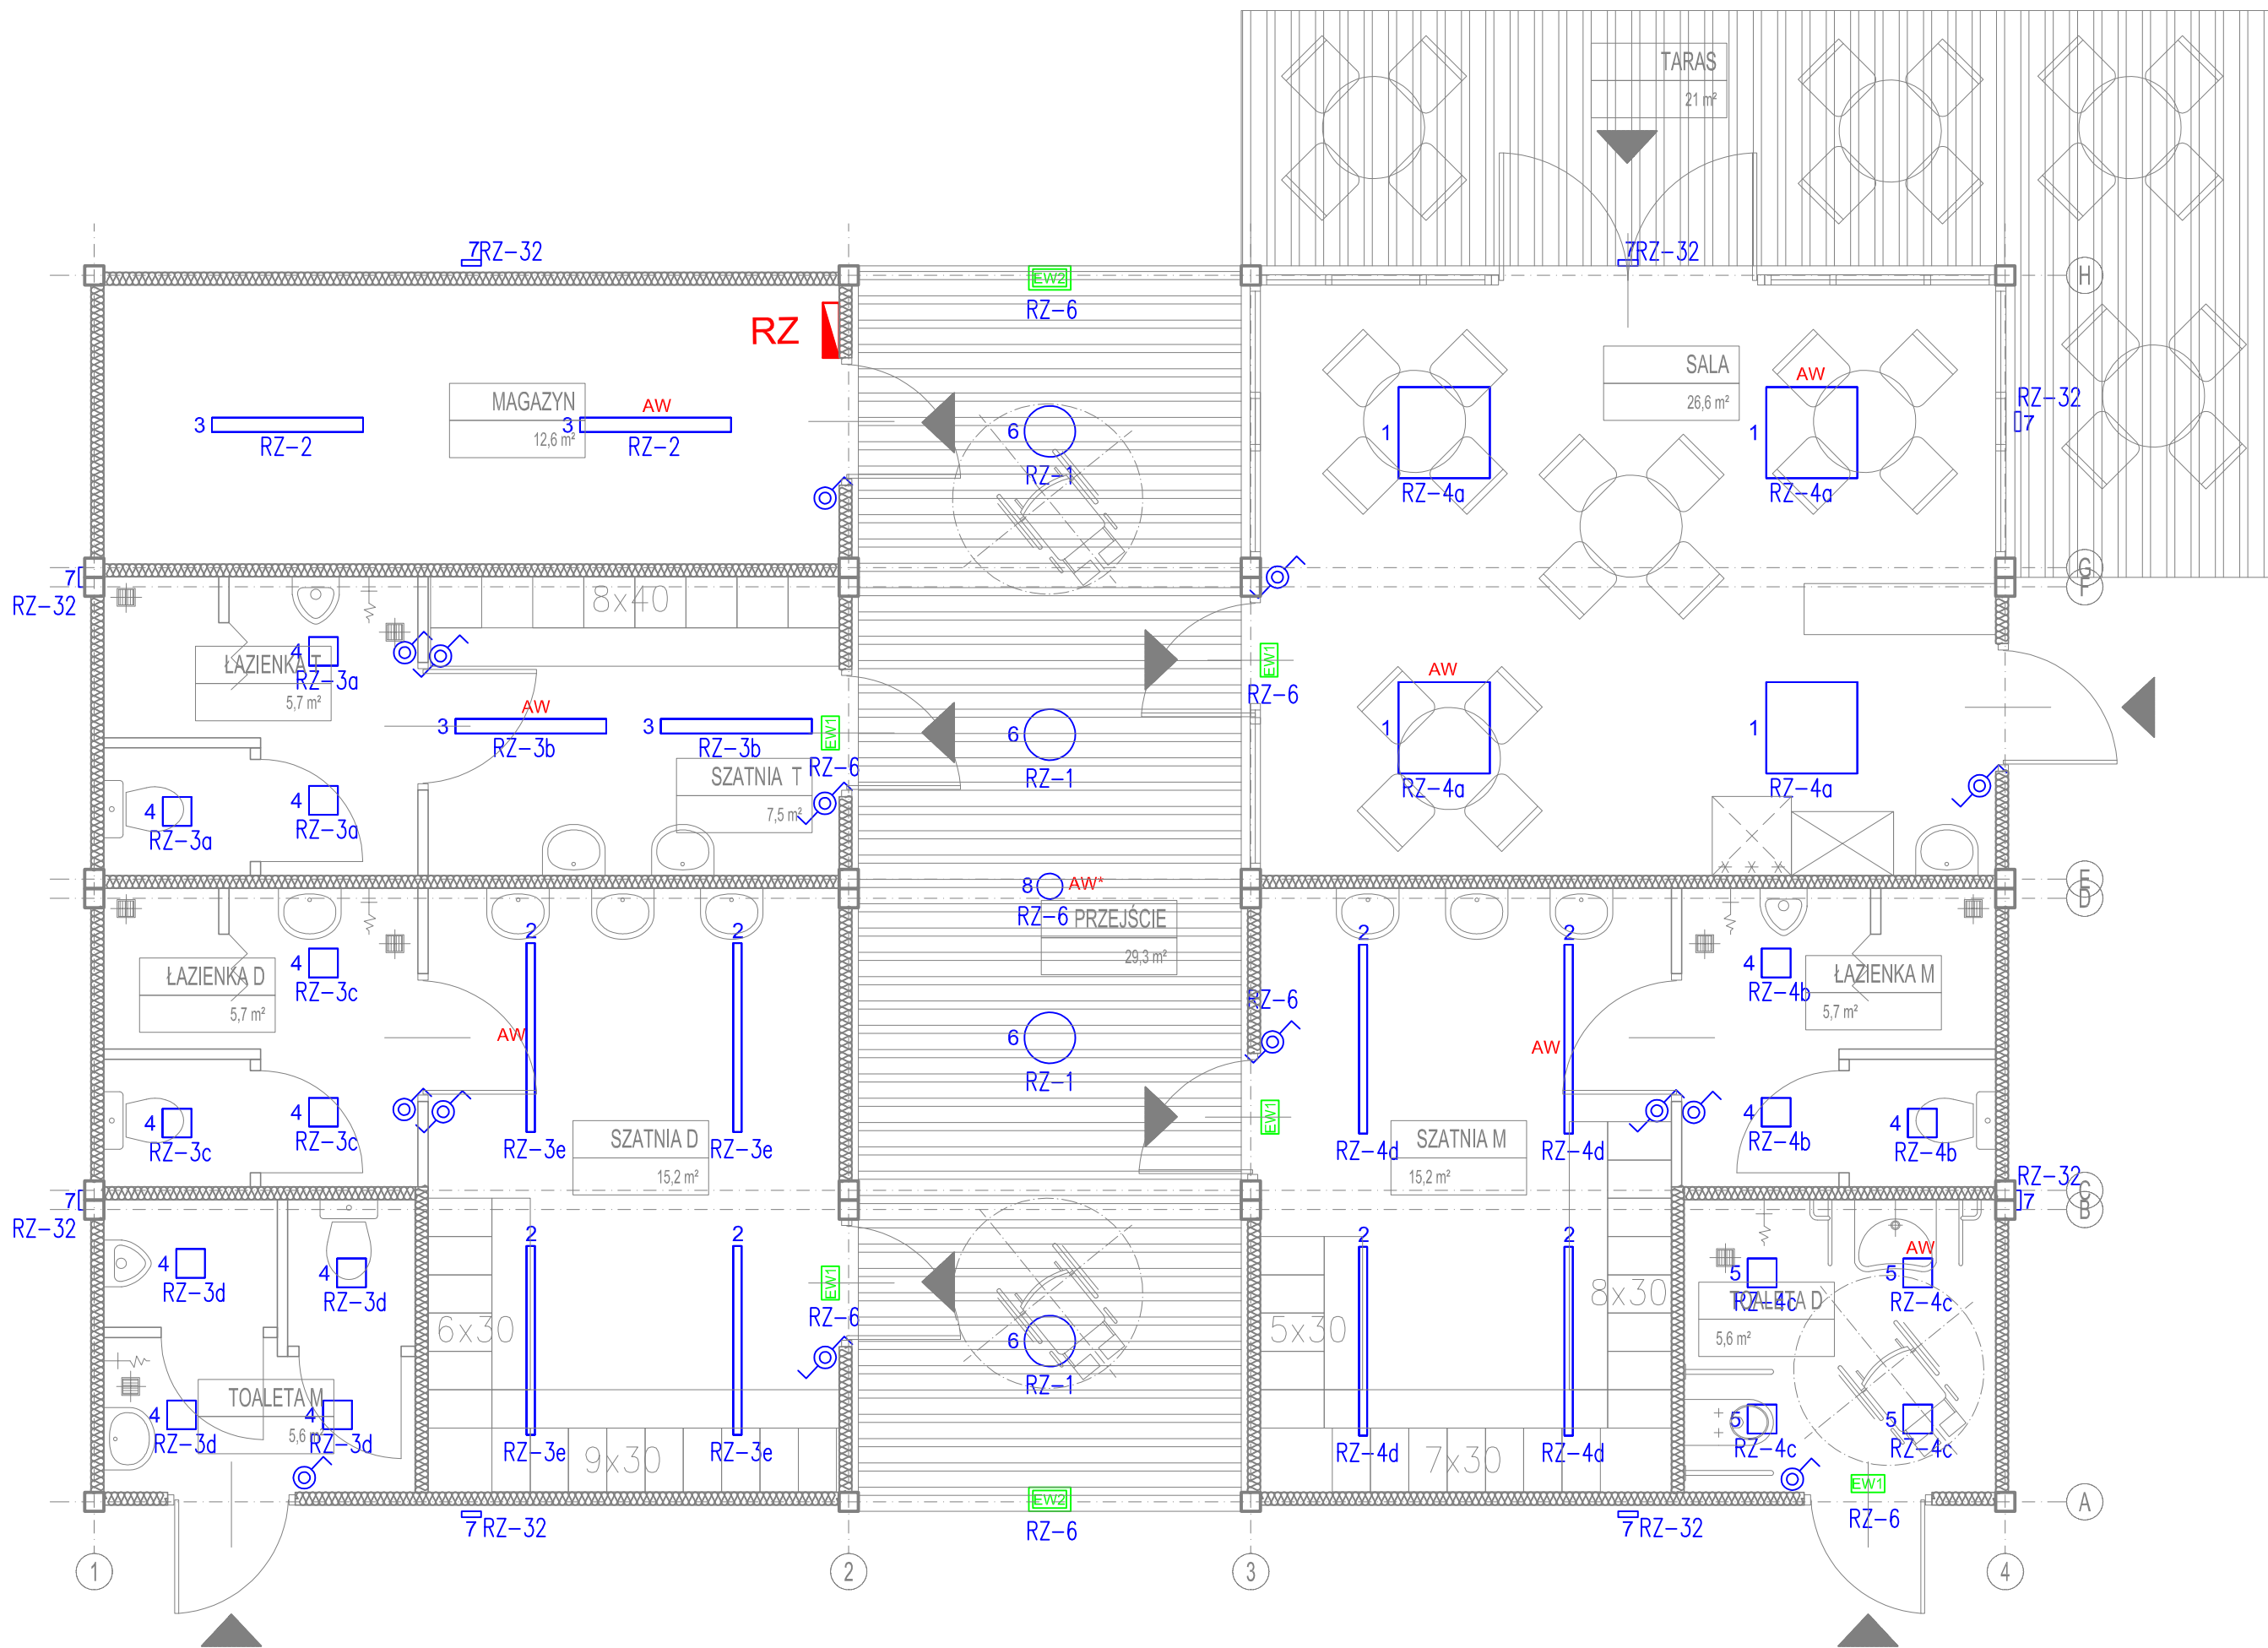 TARAS
21 m²
7 RZ-32
7 RZ-32
EW2
RZ-6
H
RZ
SALA
26,6 m²
AW
RZ-32
7
MAGAZYN
12,6 m²
3
RZ-2
3
AW
RZ-2
6
RZ-1
1
RZ-4a
1
RZ-4a
7
RZ-32
8x40
G
F
4
ŁAZIENKA T
RZ-3a
5,7 m²
EW1
RZ-6
AW
3
RZ-3b
3
RZ-3b
EW1
RZ-6
SZATNIA T
7,5 m²
6
RZ-1
AW
1
RZ-4a
1
RZ-4a
4
RZ-3a
4
RZ-3a
8
AW*
RZ-6
PRZEJŚCIE
29,3 m²
E
D
2
2
2
2
ŁAZIENKA D
5,7 m²
4
RZ-3c
AW
RZ-6
6
RZ-1
AW
4
RZ-4b
ŁAZIENKA M
5,7 m²
4
RZ-3c
4
RZ-3c
RZ-3e
RZ-3e
SZATNIA D
15,2 m²
EW1
RZ-4d
SZATNIA M
15,2 m²
RZ-4d
4
RZ-4b
4
RZ-4b
7
RZ-32
RZ-32
7
C
B
4
RZ-3d
4
RZ-3d
2
2
EW1
RZ-6
2
2
6x30
5x30
8x30
6
RZ-1
5
RZ-4c
TOALETA D
5,6 m²
AW
5
RZ-4c
TOALETA M
5,6 m²
4
RZ-3d
4
RZ-3d
RZ-3e
9x30
RZ-3e
RZ-4d
7x30
RZ-4d
5
RZ-4c
5
RZ-4c
EW1
RZ-6
7 RZ-32
EW2
RZ-6
7 RZ-32
A
1
2
3
4